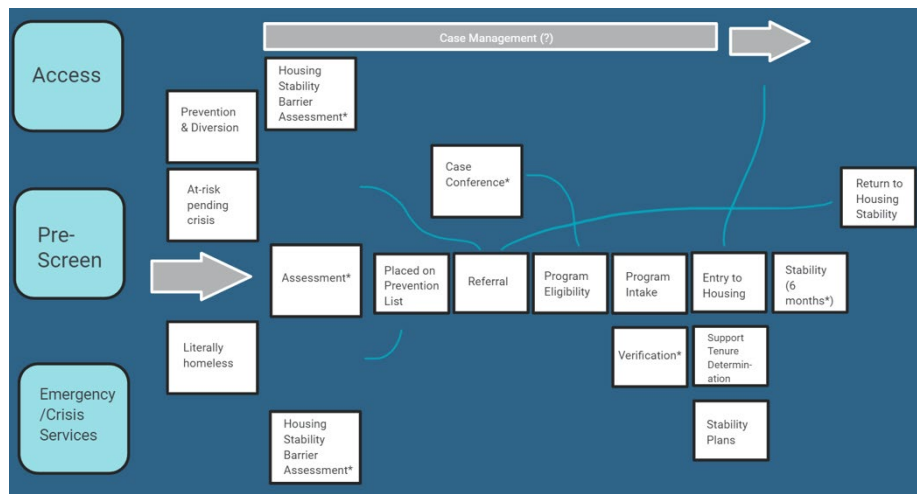 Case Management (?)
Access
Housing
Stability
Barrier
Assessment*
Prevention
& Diversion
Case
Conference*
At-risk
pending
crisis
Return to
Housing
Stability
Pre-
Screen
Assessment*
Placed on
Prevention
List
Referral
Program
Eligibility
Program
Intake
Entry to
Housing
Stability
(6
months*)
Literally
homeless
Verification*
Support
Tenure
Determin-
ation
Emergency
/Crisis
Services
Housing
Stability
Barrier
Assessment*
Stability
Plans